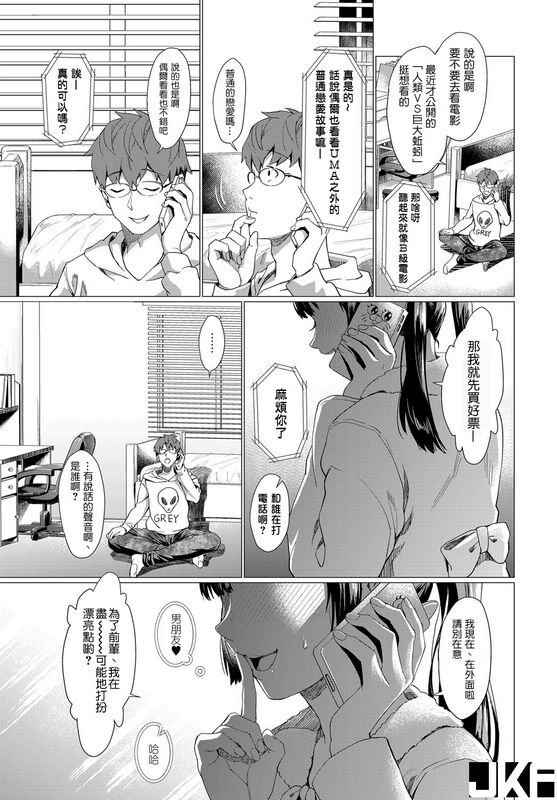 說的是啊
要不要去看電影
最近才公開的
「人類VS巨大蚯蚓」
挺想看的
那啥呀
聽起來就像B級電影
GREY
真是的~
話說偶爾也看看UMA之外的
普通戀愛故事嘛ー
普通的戀愛嗎…
說的也是啊
偶爾看看也不錯吧
誒ー
真的可以嗎?
那我就先買好票ー
麻煩你了
和誰在打
電話啊?
……
…有說話的聲音啊、
是誰啊?
GREY
我現在、在外面啦
請別在意
男朋友♥
哈哈
為了前輩、我在
盡~~~可能地打扮
漂亮點喲?
JKF